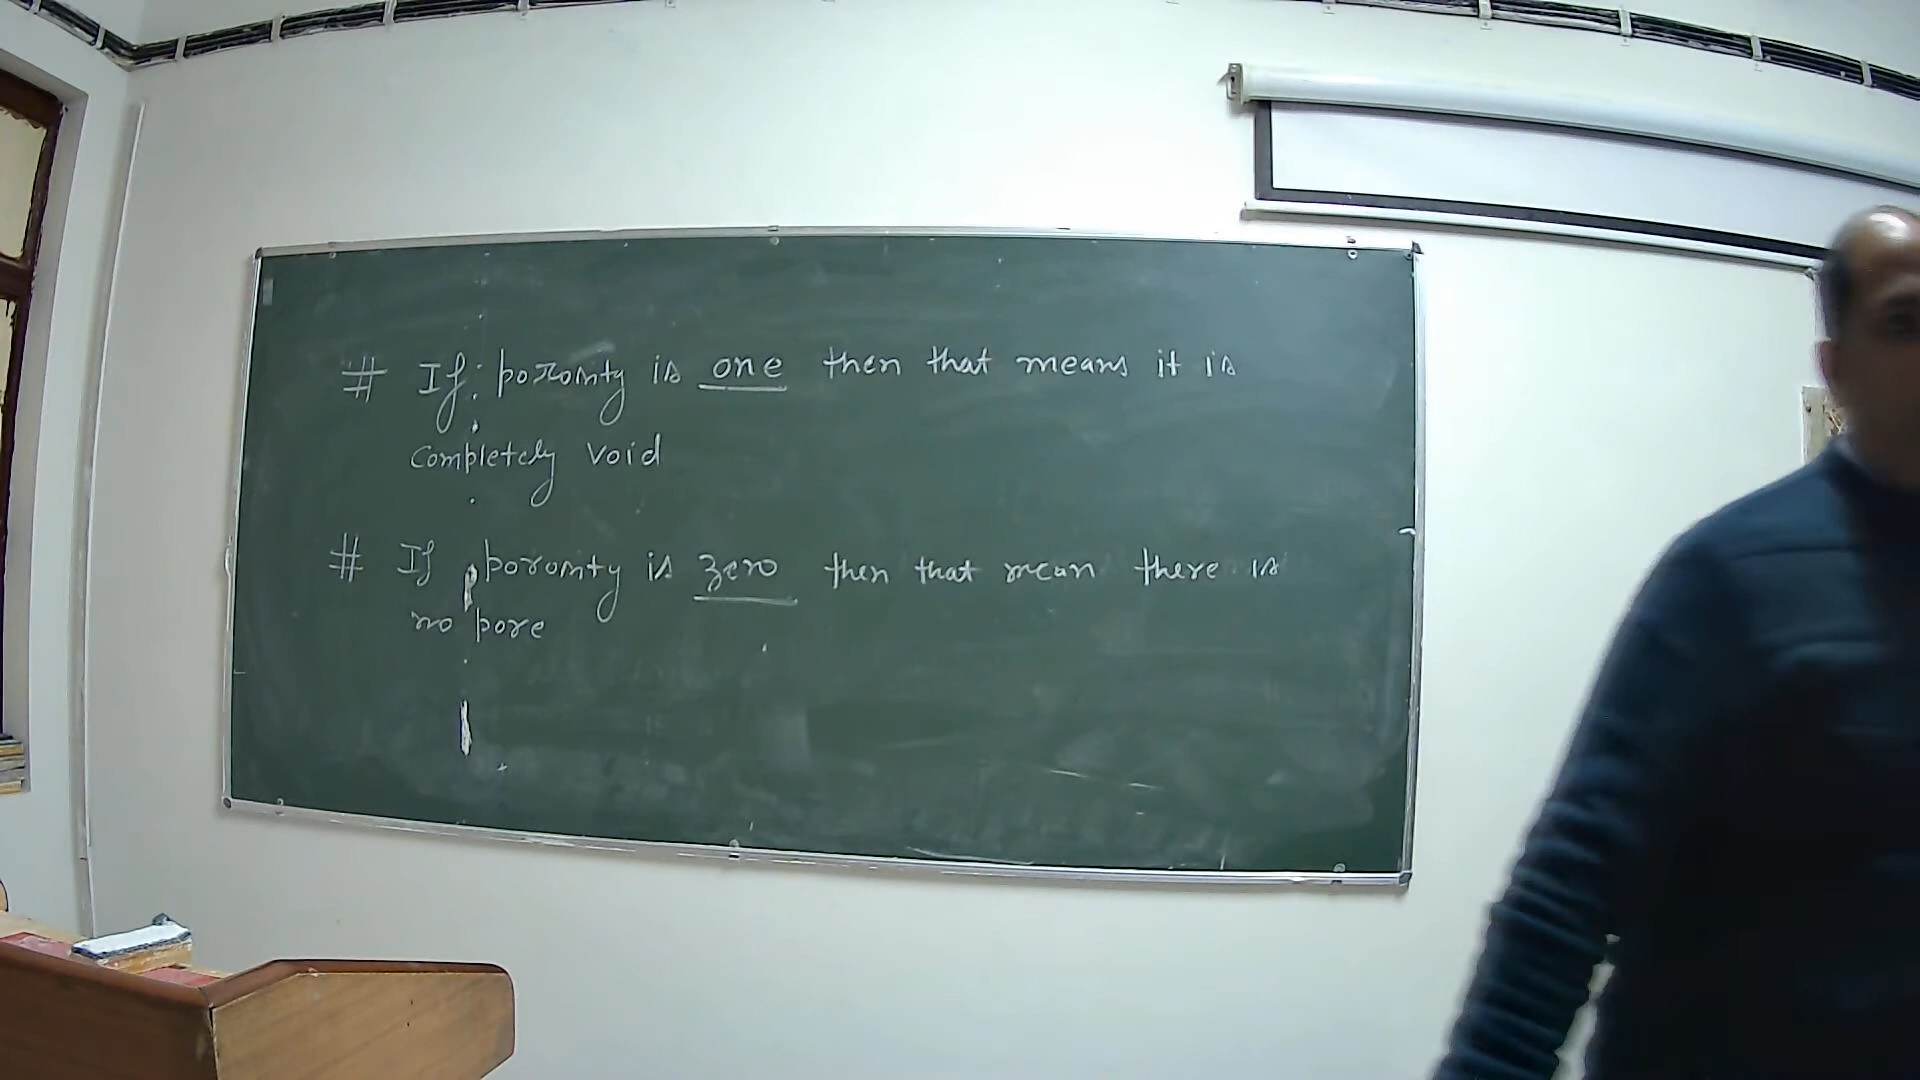 # If porosity is one then that means it is
completely void
# If porosity is zero then that mean there is
no pore